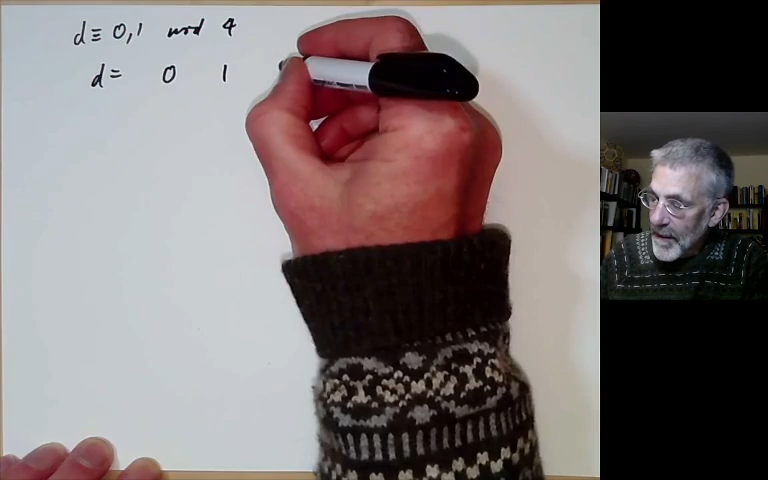 d ≡ 0,1 mod 4
d = 0 1